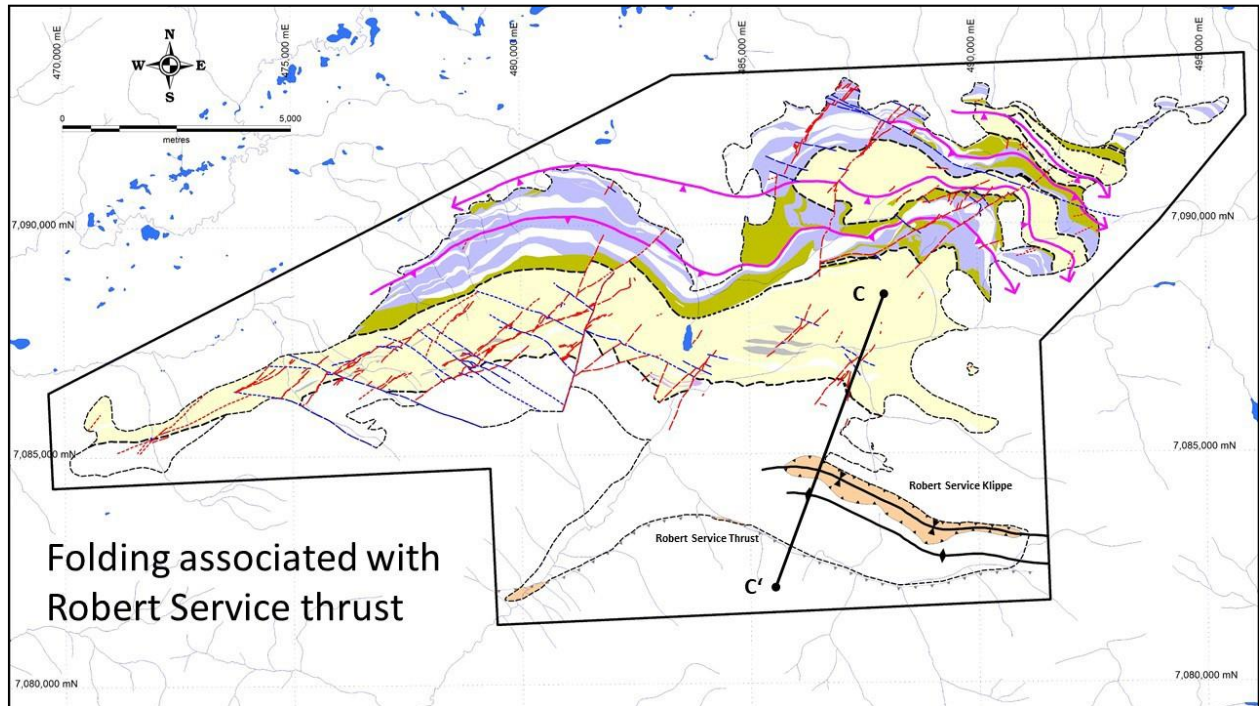 470,000 mE
475,000 mE
480,000 mE
485,000 mE
490,000 mE
495,000 mE
N
W E
S
0 5,000
metres
7,090,000 mN
7,090,000 mN
C
7,085,000 mN
7,085,000 mN
Robert Service Klippe
Robert Service Thrust
C'
Folding associated with
Robert Service thrust
7,080,000 mN
7,080,000 mN